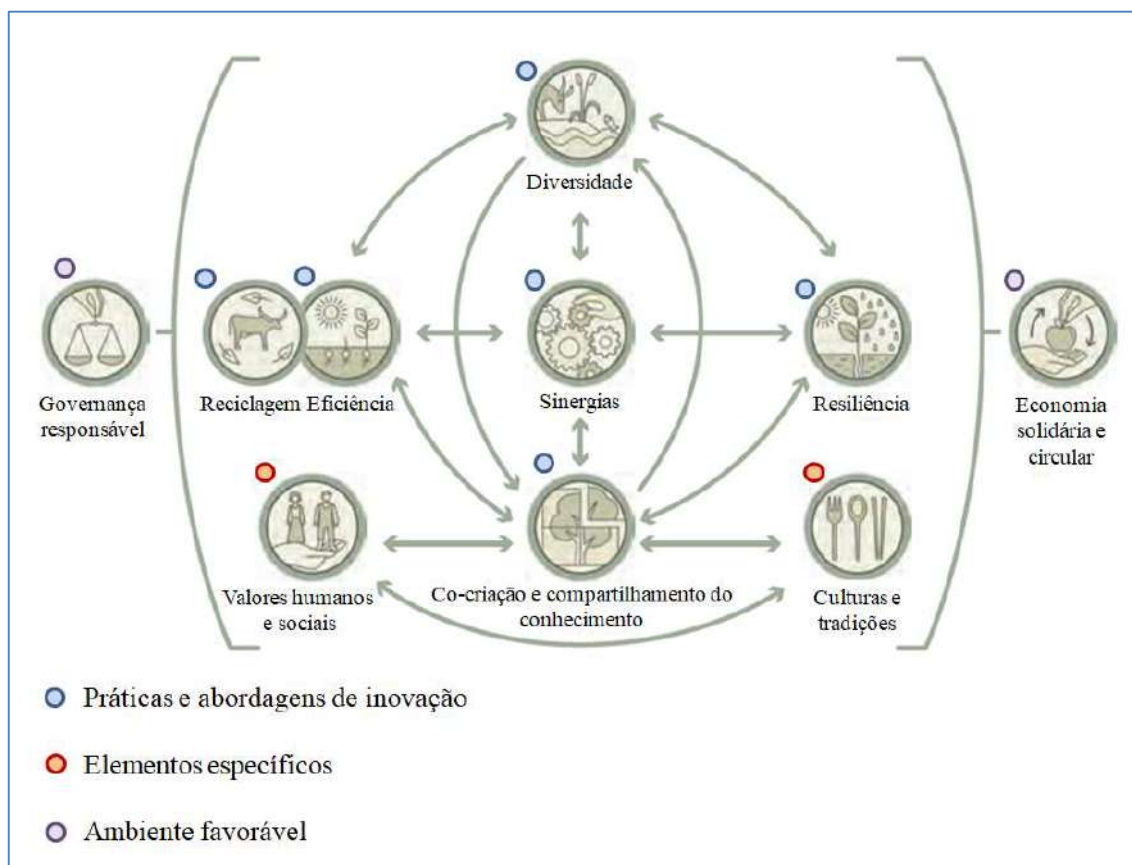 Diversidade
Governança
responsável
Reciclagem Eficiência
Sinergias
Resiliência
Economia
solidária e
circular
Valores humanos
e sociais
Co-criação e compartilhamento do
conhecimento
Culturas e
tradições
Práticas e abordagens de inovação
Elementos específicos
Ambiente favorável